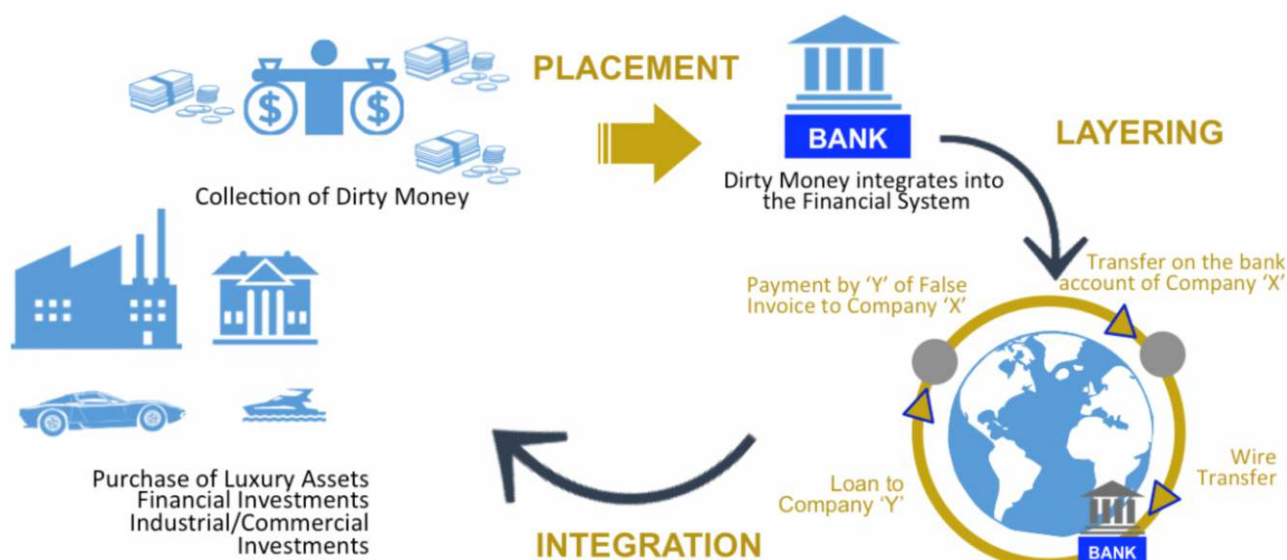 PLACEMENT
$ $
BANK
LAYERING
Collection of Dirty Money
Dirty Money integrates into
the Financial System
Payment by ‘Y’ of False
Invoice to Company ‘X’
Transfer on the bank
account of Company ‘X’
Wire
Transfer
Loan to
Company ‘Y’
BANK
INTEGRATION
Purchase of Luxury Assets
Financial Investments
Industrial/Commercial
Investments